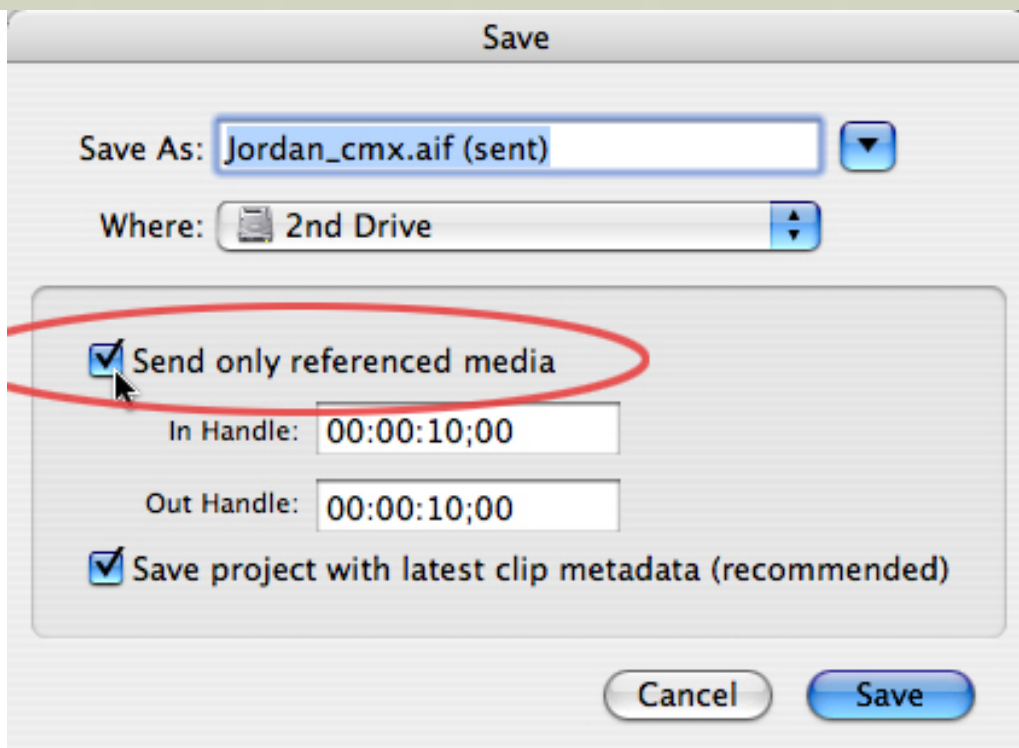 Save
Save As: Jordan_cmx.aif (sent)
Where: 2nd Drive
Send only referenced media
In Handle: 00:00:10;00
Out Handle: 00:00:10;00
Save project with latest clip metadata (recommended)
Cancel Save